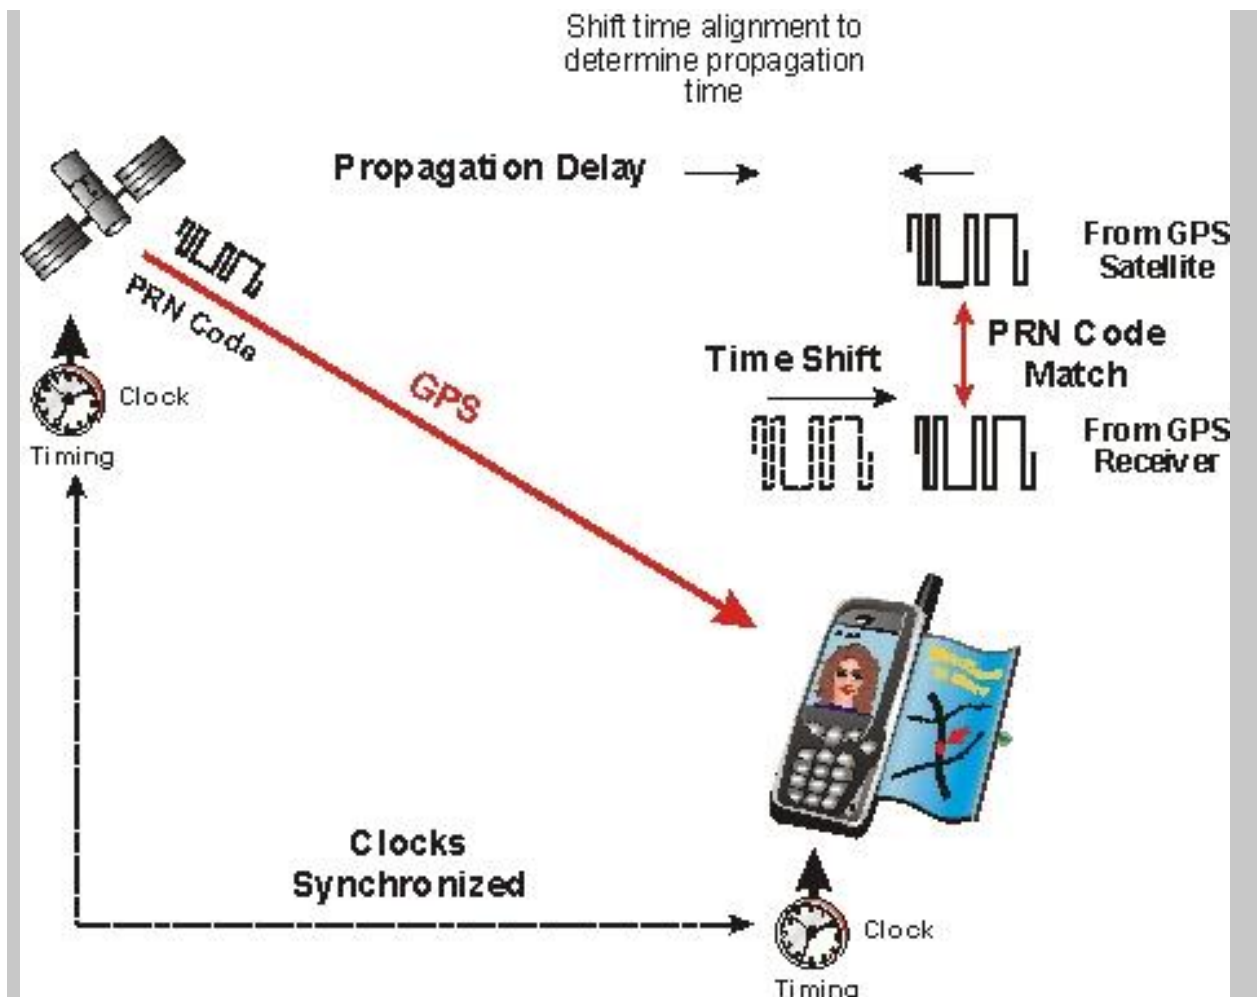 Shift time alignment to
determine propagation
time
Propagation Delay
From GPS
Satellite
PRN Code
PRN Code
Match
Time Shift
GPS
Clock
Timing
From GPS
Receiver
Clocks
Synchronized
Clock
Timing